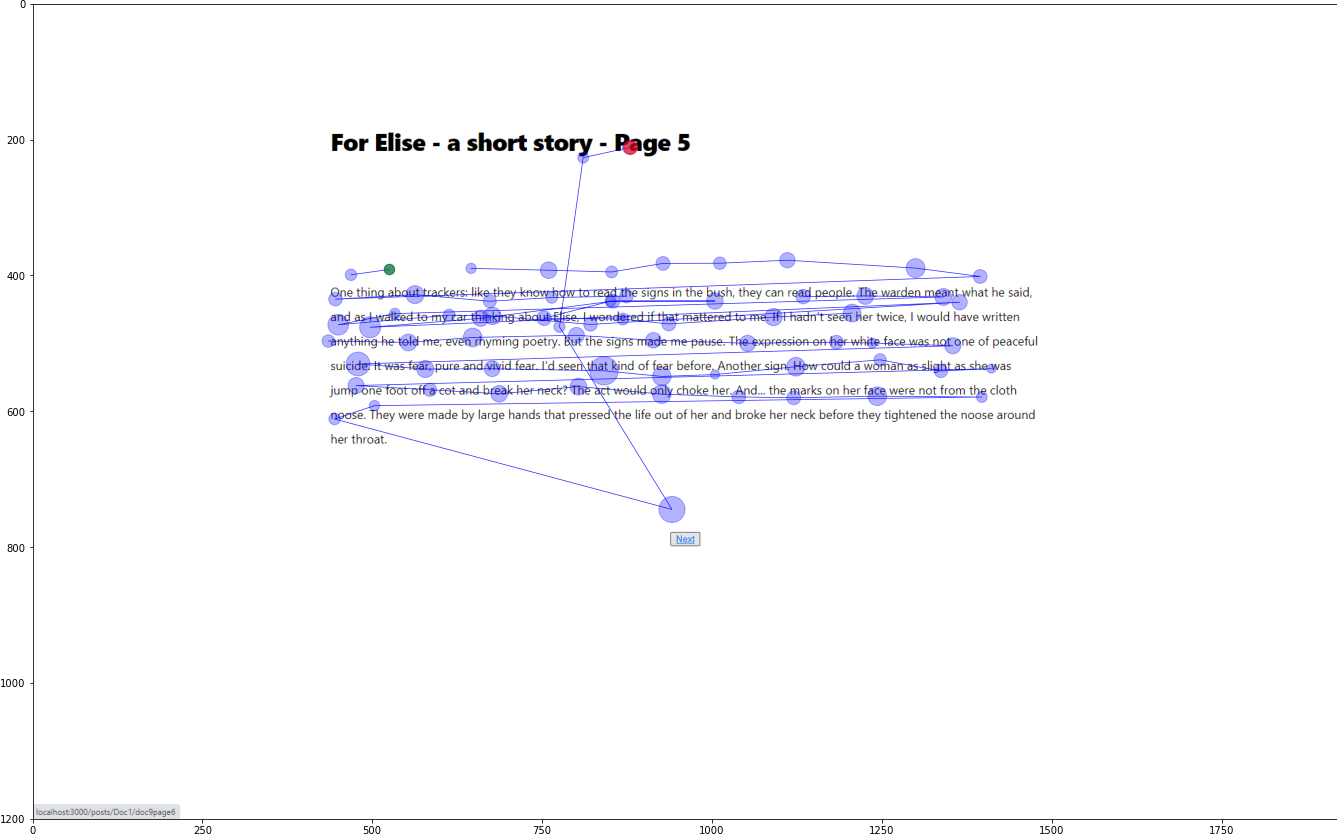 For Elise - a short story - Page 5
One thing about trackers: like they know how to read the signs in the bush, they can read people. The warden meant what he said,
and as I walked to my car thinking about Elise, I wondered if that mattered to me. If I hadn't seen her twice, I would have written
anything he told me, even rhyming poetry. But the signs made me pause. The expression on her white face was not one of peaceful
suicide. It was fear, pure and vivid fear. I'd seen that kind of fear before. Another sign. How could a woman as slight as she was
jump one foot off a cot and break her neck? The act would only choke her. And... the marks on her face were not from the cloth
noose. They were made by large hands that pressed the life out of her and broke her neck before they tightened the noose around
her throat.
Next
localhost:3000/posts/Doc1/doc9page6
0
200
400
600
800
1000
1200
0 250 500 750 1000 1250 1500 1750